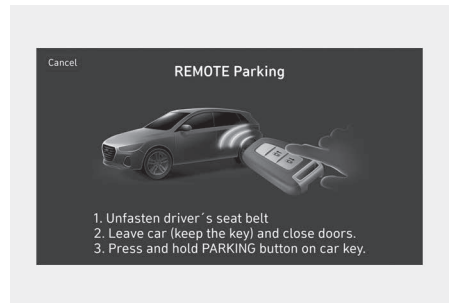 Cancel
REMOTE Parking
1. Unfasten driver´s seat belt
2. Leave car (keep the key) and close doors.
3. Press and hold PARKING button on car key.